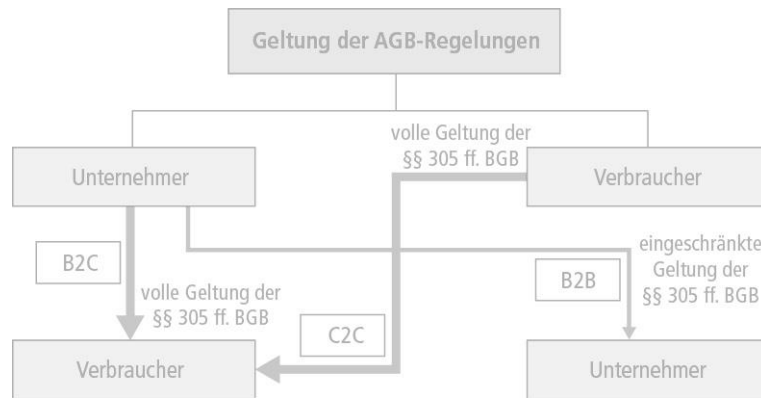 Geltung der AGB-Regelungen
volle Geltung der
§§ 305 ff. BGB
Unternehmer
Verbraucher
B2C
eingeschränkte
Geltung der
§§ 305 ff. BGB
B2B
volle Geltung der
§§ 305 ff. BGB
C2C
Verbraucher
Unternehmer